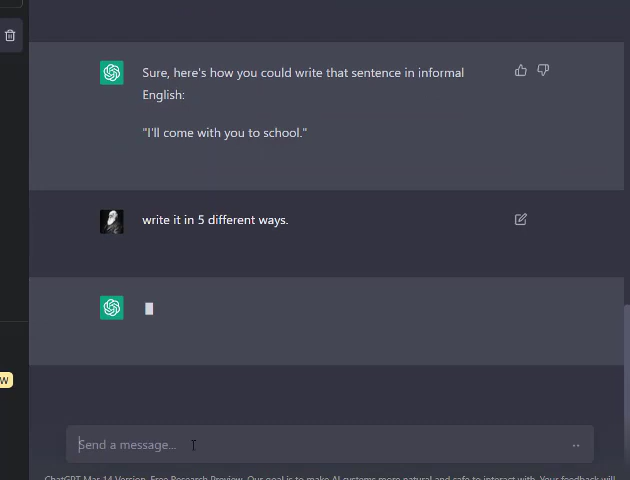 Sure, here's how you could write that sentence in informal
English:
"I'll come with you to school."
write it in 5 different ways.
W
Send a message...
ChatGPT Mar 14 Version. Free Research Preview. Our goal is to make AI systems more natural and safe to interact with. Your feedback will